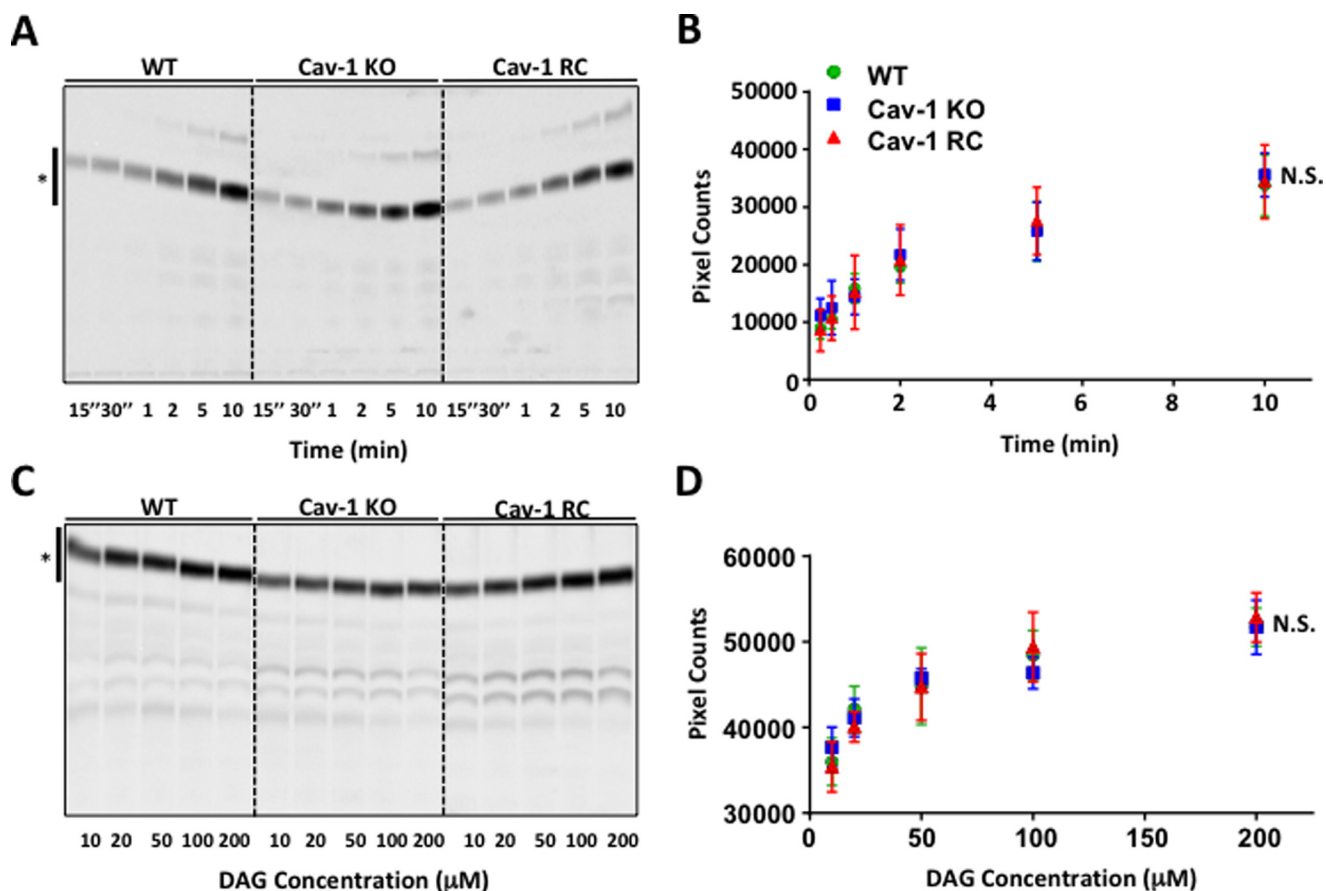 A
WT Cav-1 KO Cav-1 RC
*
15’’30’’ 1 2 5 10 15’’ 30’’ 1 2 5 10 15’’30’’ 1 2 5 10
Time (min)
B
WT
Cav-1 KO
Cav-1 RC
50000
40000
30000
20000
10000
0
N.S.
0 2 4 6 8 10
Time (min)
Pixel Counts
C
WT Cav-1 KO Cav-1 RC
*
10 20 50 100 200 10 20 50 100 200 10 20 50 100 200
DAG Concentration (μM)
D
60000
50000
40000
30000
N.S.
0 50 100 150 200
DAG Concentration (μM)
Pixel Counts